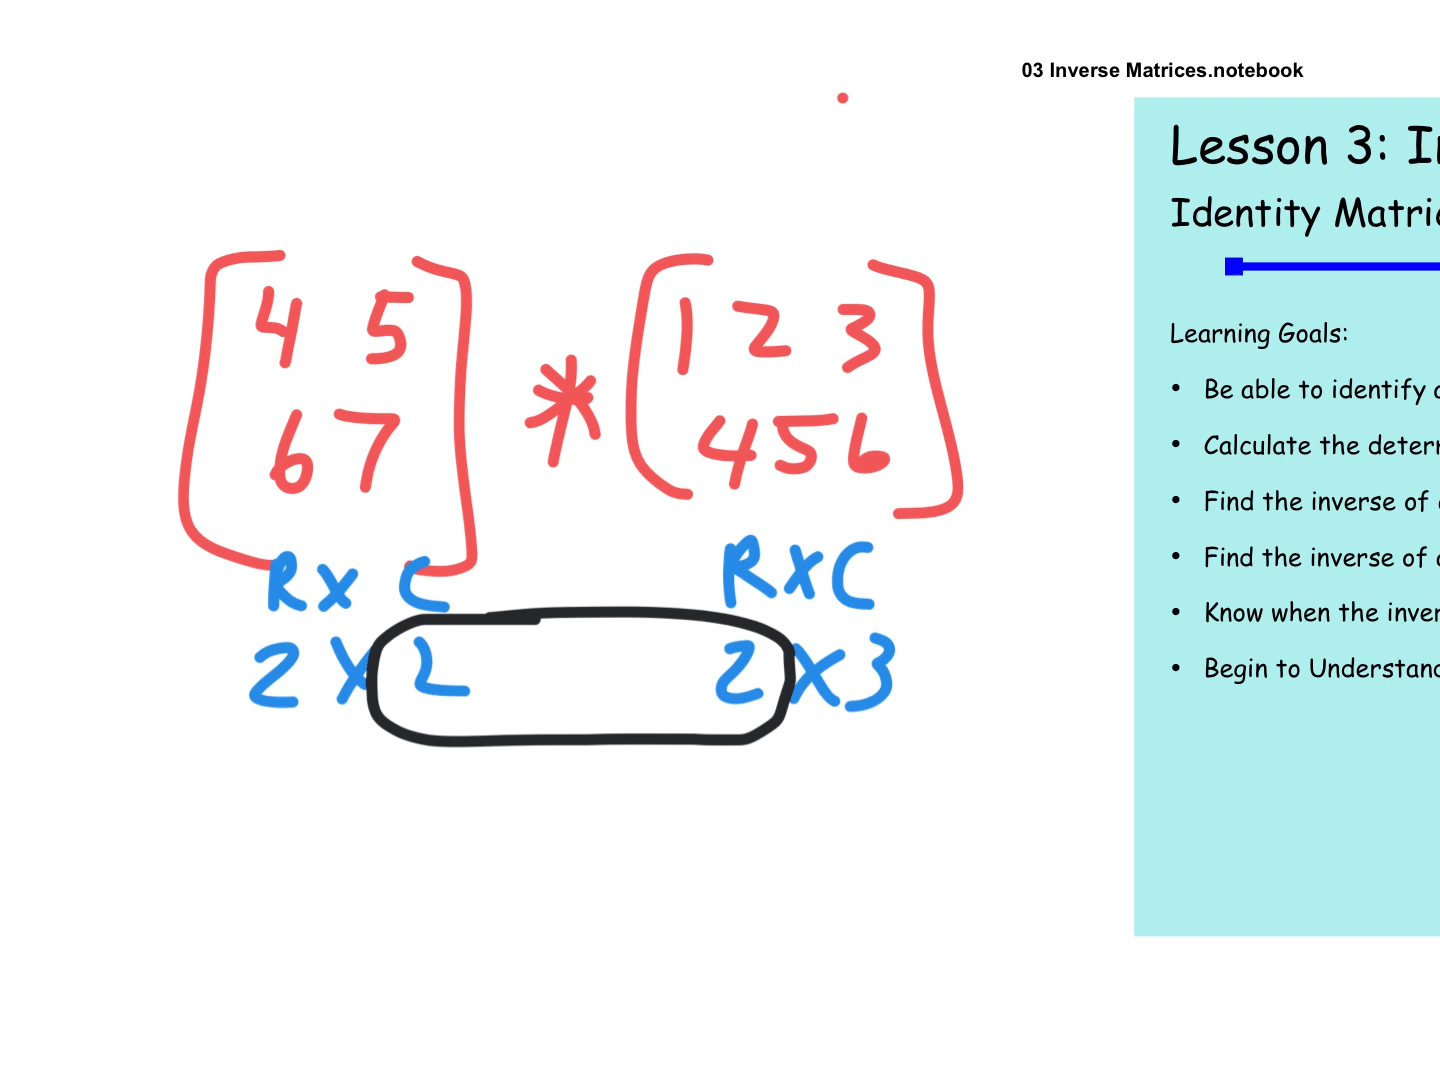 03 Inverse Matrices.notebook
Lesson 3: I
Identity Matri
Learning Goals:
• Be able to identify
• Calculate the deter
• Find the inverse of
• Find the inverse of
• Know when the inver
• Begin to Understand
4 5 * 1 2 3
6 7 4 5 6
R x C R x C
2 x 2 2 x 3